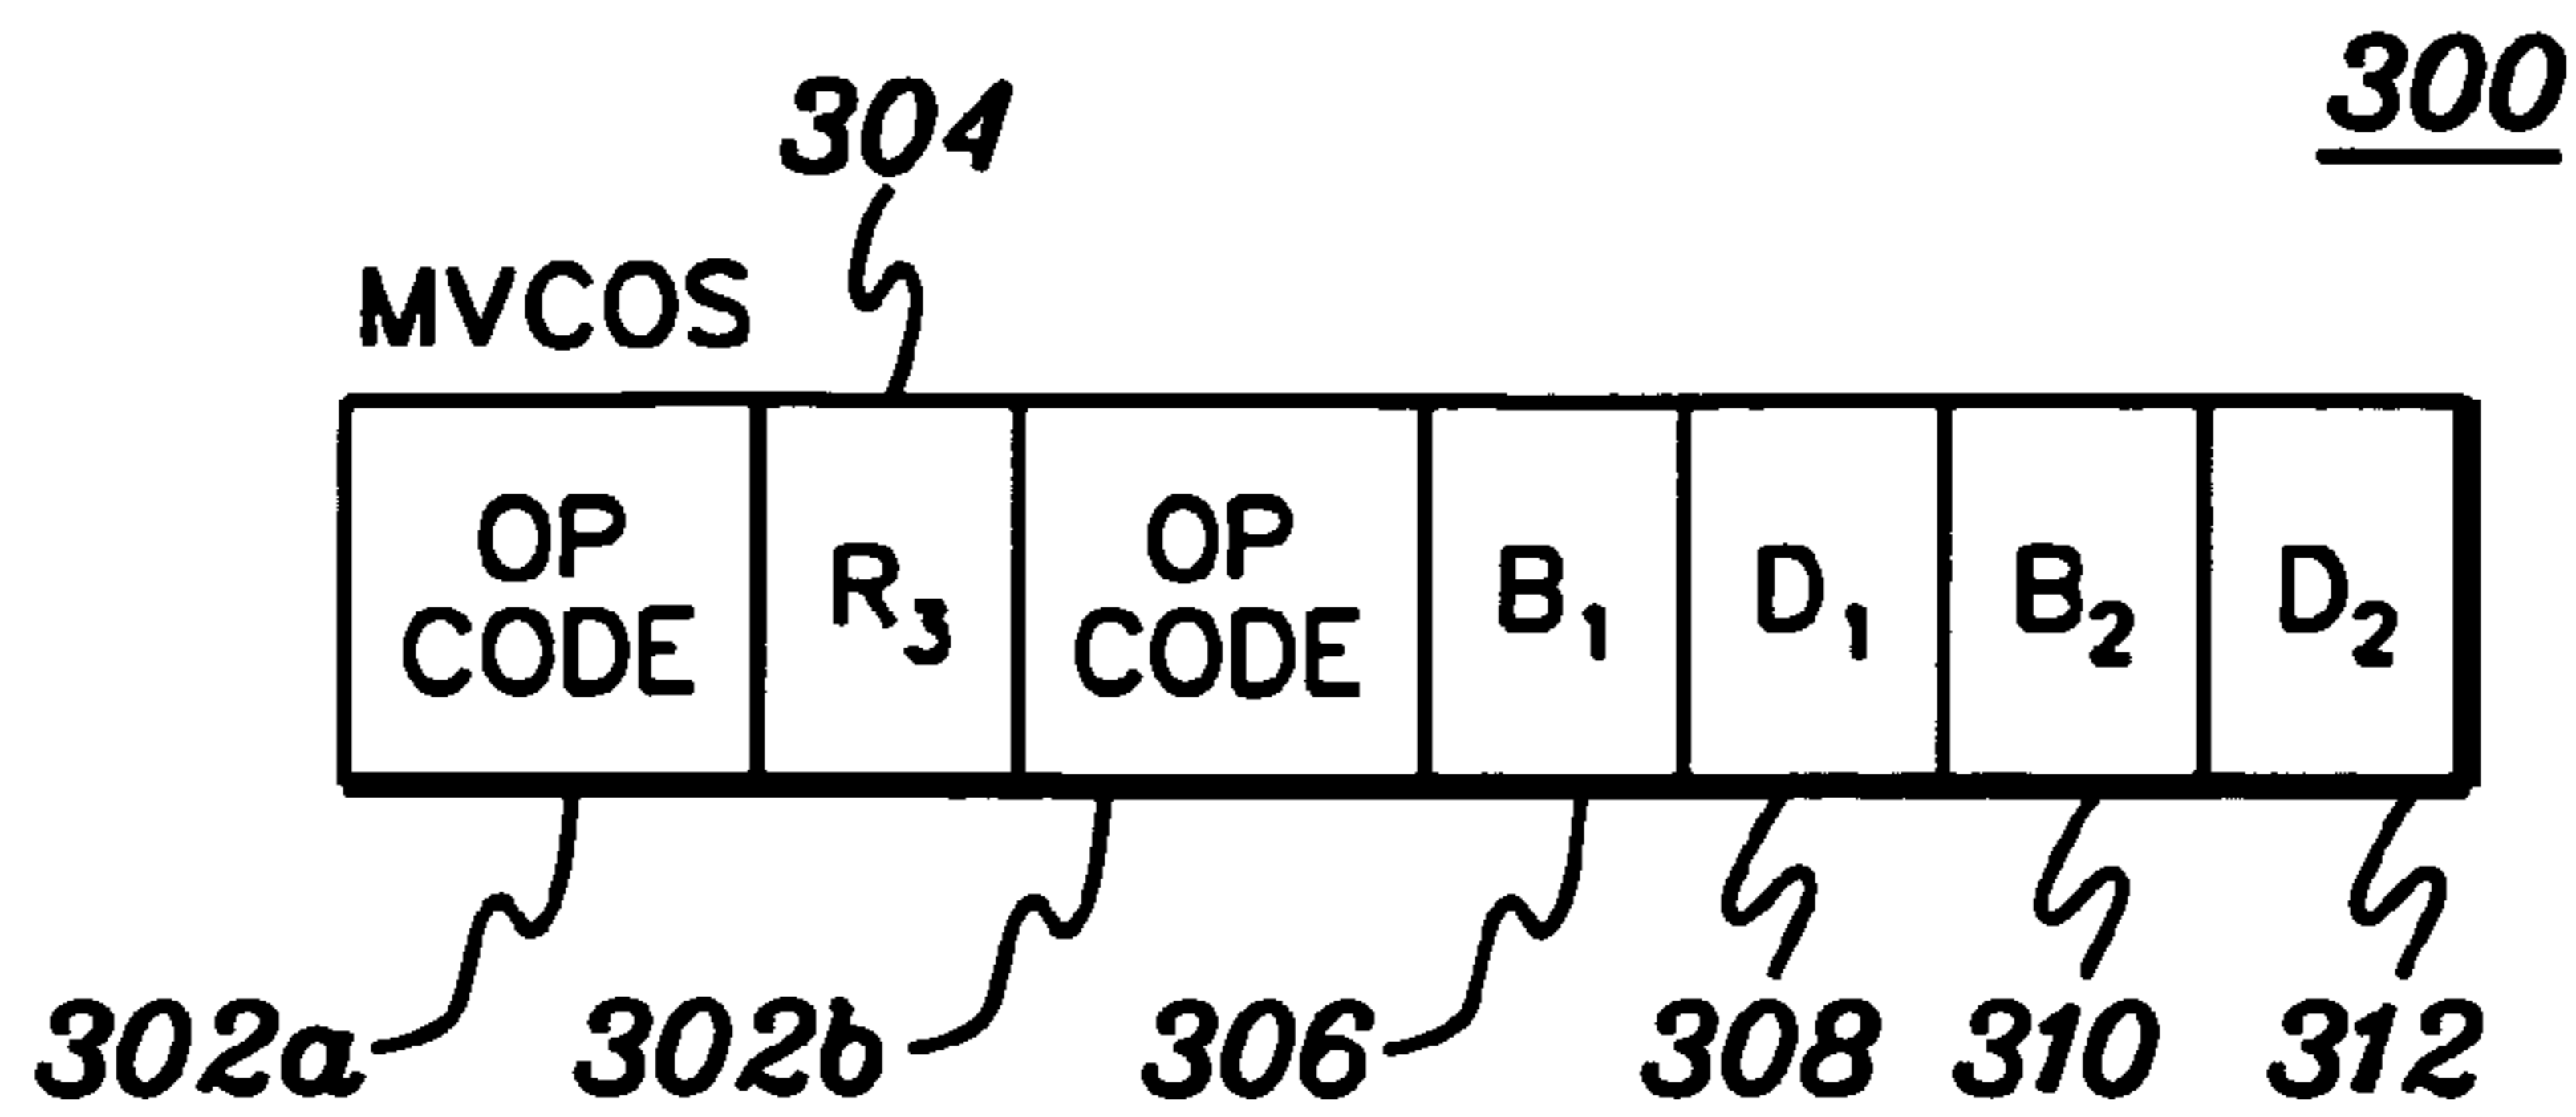 300
304
MVCOS
OP CODE R3 OP CODE B1 D1 B2 D2
302a 302b 306 308 310 312